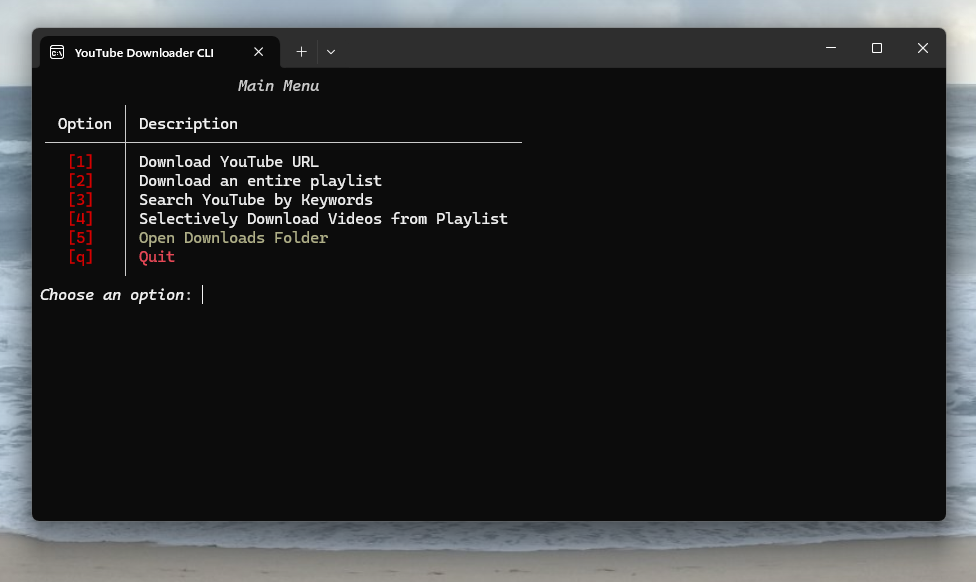 YouTube Downloader CLI
Main Menu
Option Description
[1] Download YouTube URL
[2] Download an entire playlist
[3] Search YouTube by Keywords
[4] Selectively Download Videos from Playlist
[5] Open Downloads Folder
[q] Quit
Choose an option: